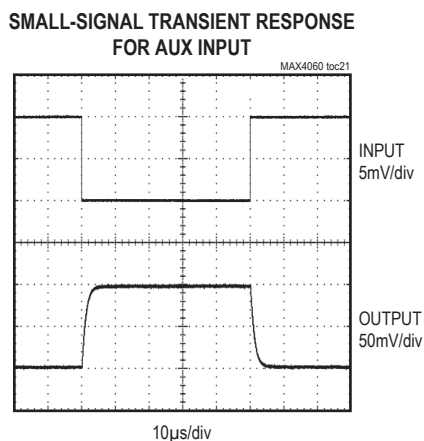 SMALL-SIGNAL TRANSIENT RESPONSE
FOR AUX INPUT
MAX4060 toc21
INPUT
5mV/div
OUTPUT
50mV/div
10µs/div